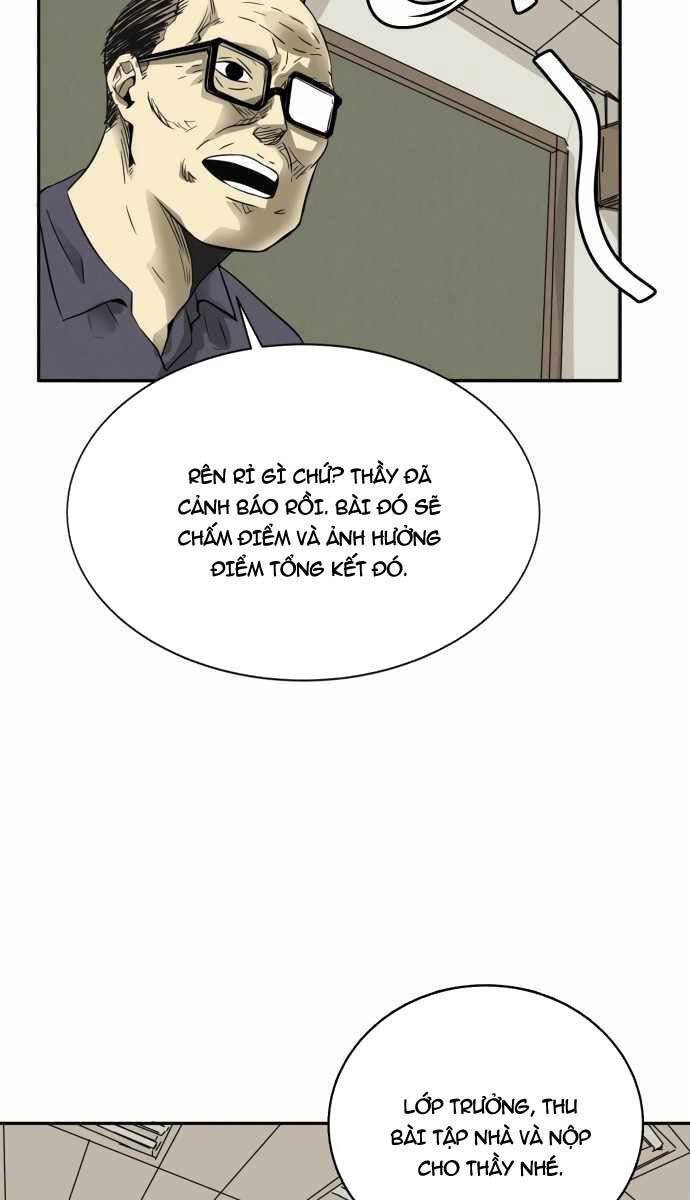 RÊN RỈ GÌ CHỨ? THẦY ĐÃ
CẢNH BÁO RỒI. BÀI ĐÓ SẼ
CHẤM ĐIỂM VÀ ẢNH HƯỞNG
ĐIỂM TỔNG KẾT ĐÓ.
LỚP TRƯỞNG, THU
BÀI TẬP NHÀ VÀ NỘP
CHO THẦY NHÉ.